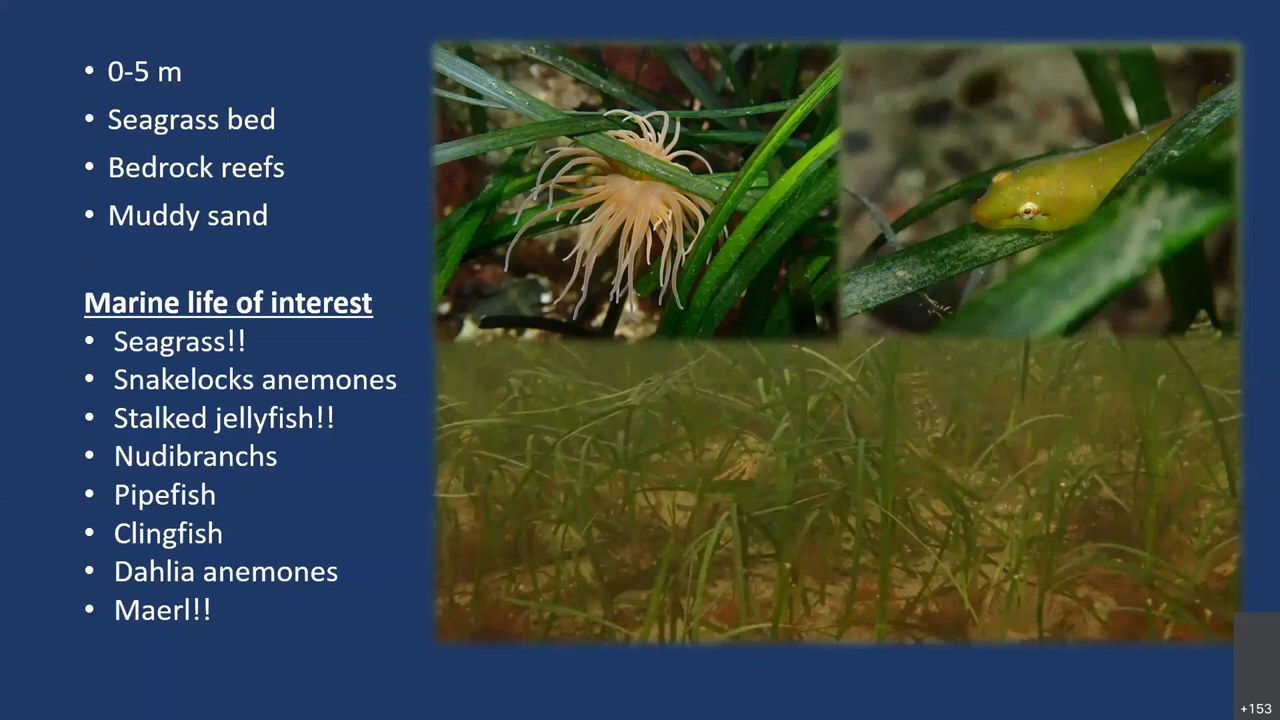 • 0-5 m
• Seagrass bed
• Bedrock reefs
• Muddy sand
Marine life of interest
• Seagrass!!
• Snakelocks anemones
• Stalked jellyfish!!
• Nudibranchs
• Pipefish
• Clingfish
• Dahlia anemones
• Maerl!!
+153